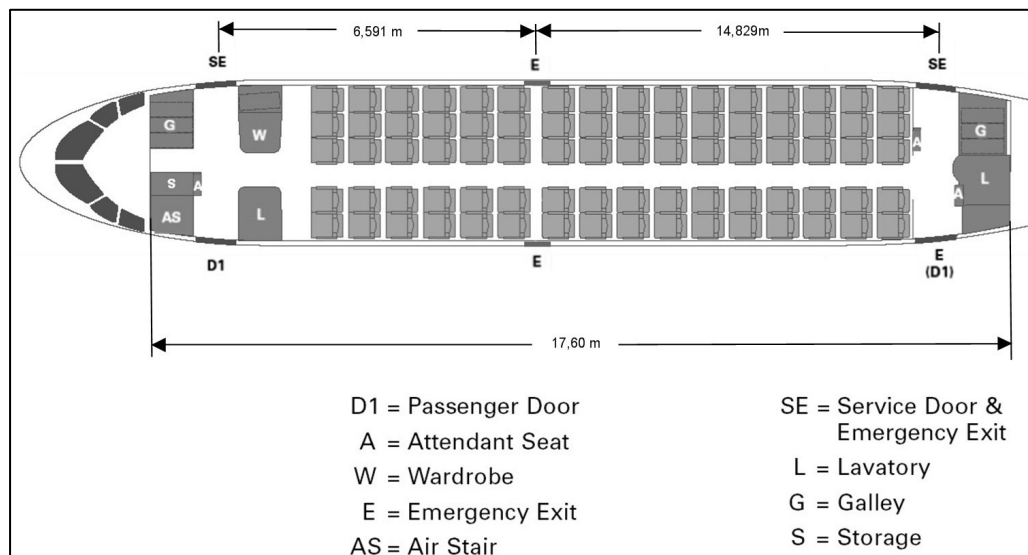 6,591 m
14,829m
SE
E
SE
G
W
S
A
AS
L
A
G
L
A
D1
E
E
(D1)
17,60 m
D1 = Passenger Door
A = Attendant Seat
W = Wardrobe
E = Emergency Exit
AS = Air Stair
SE = Service Door &
Emergency Exit
L = Lavatory
G = Galley
S = Storage